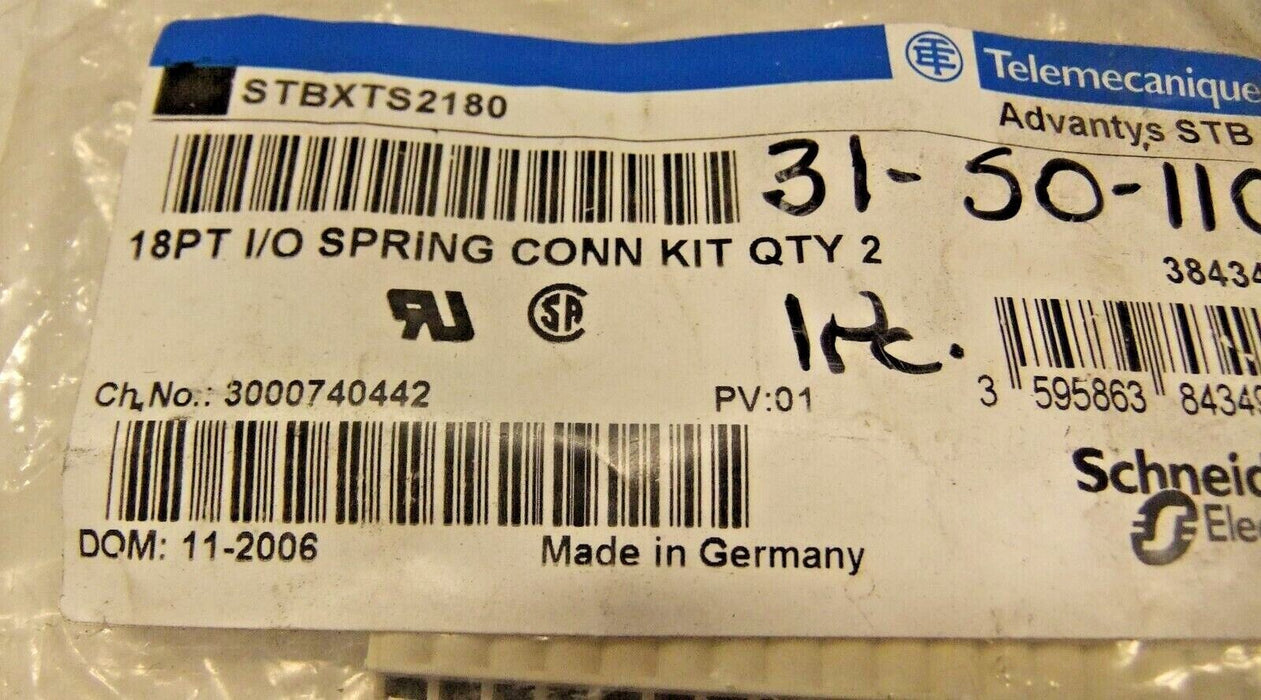 Telemecanique
STBXTS2180
Advantys STB
31-50-110
18PT I/O SPRING CONN KIT QTY 2
38434
Ch.No.: 3000740442
PV:01
3 595863 84349
Schneid
Elec
DOM: 11-2006
Made in Germany